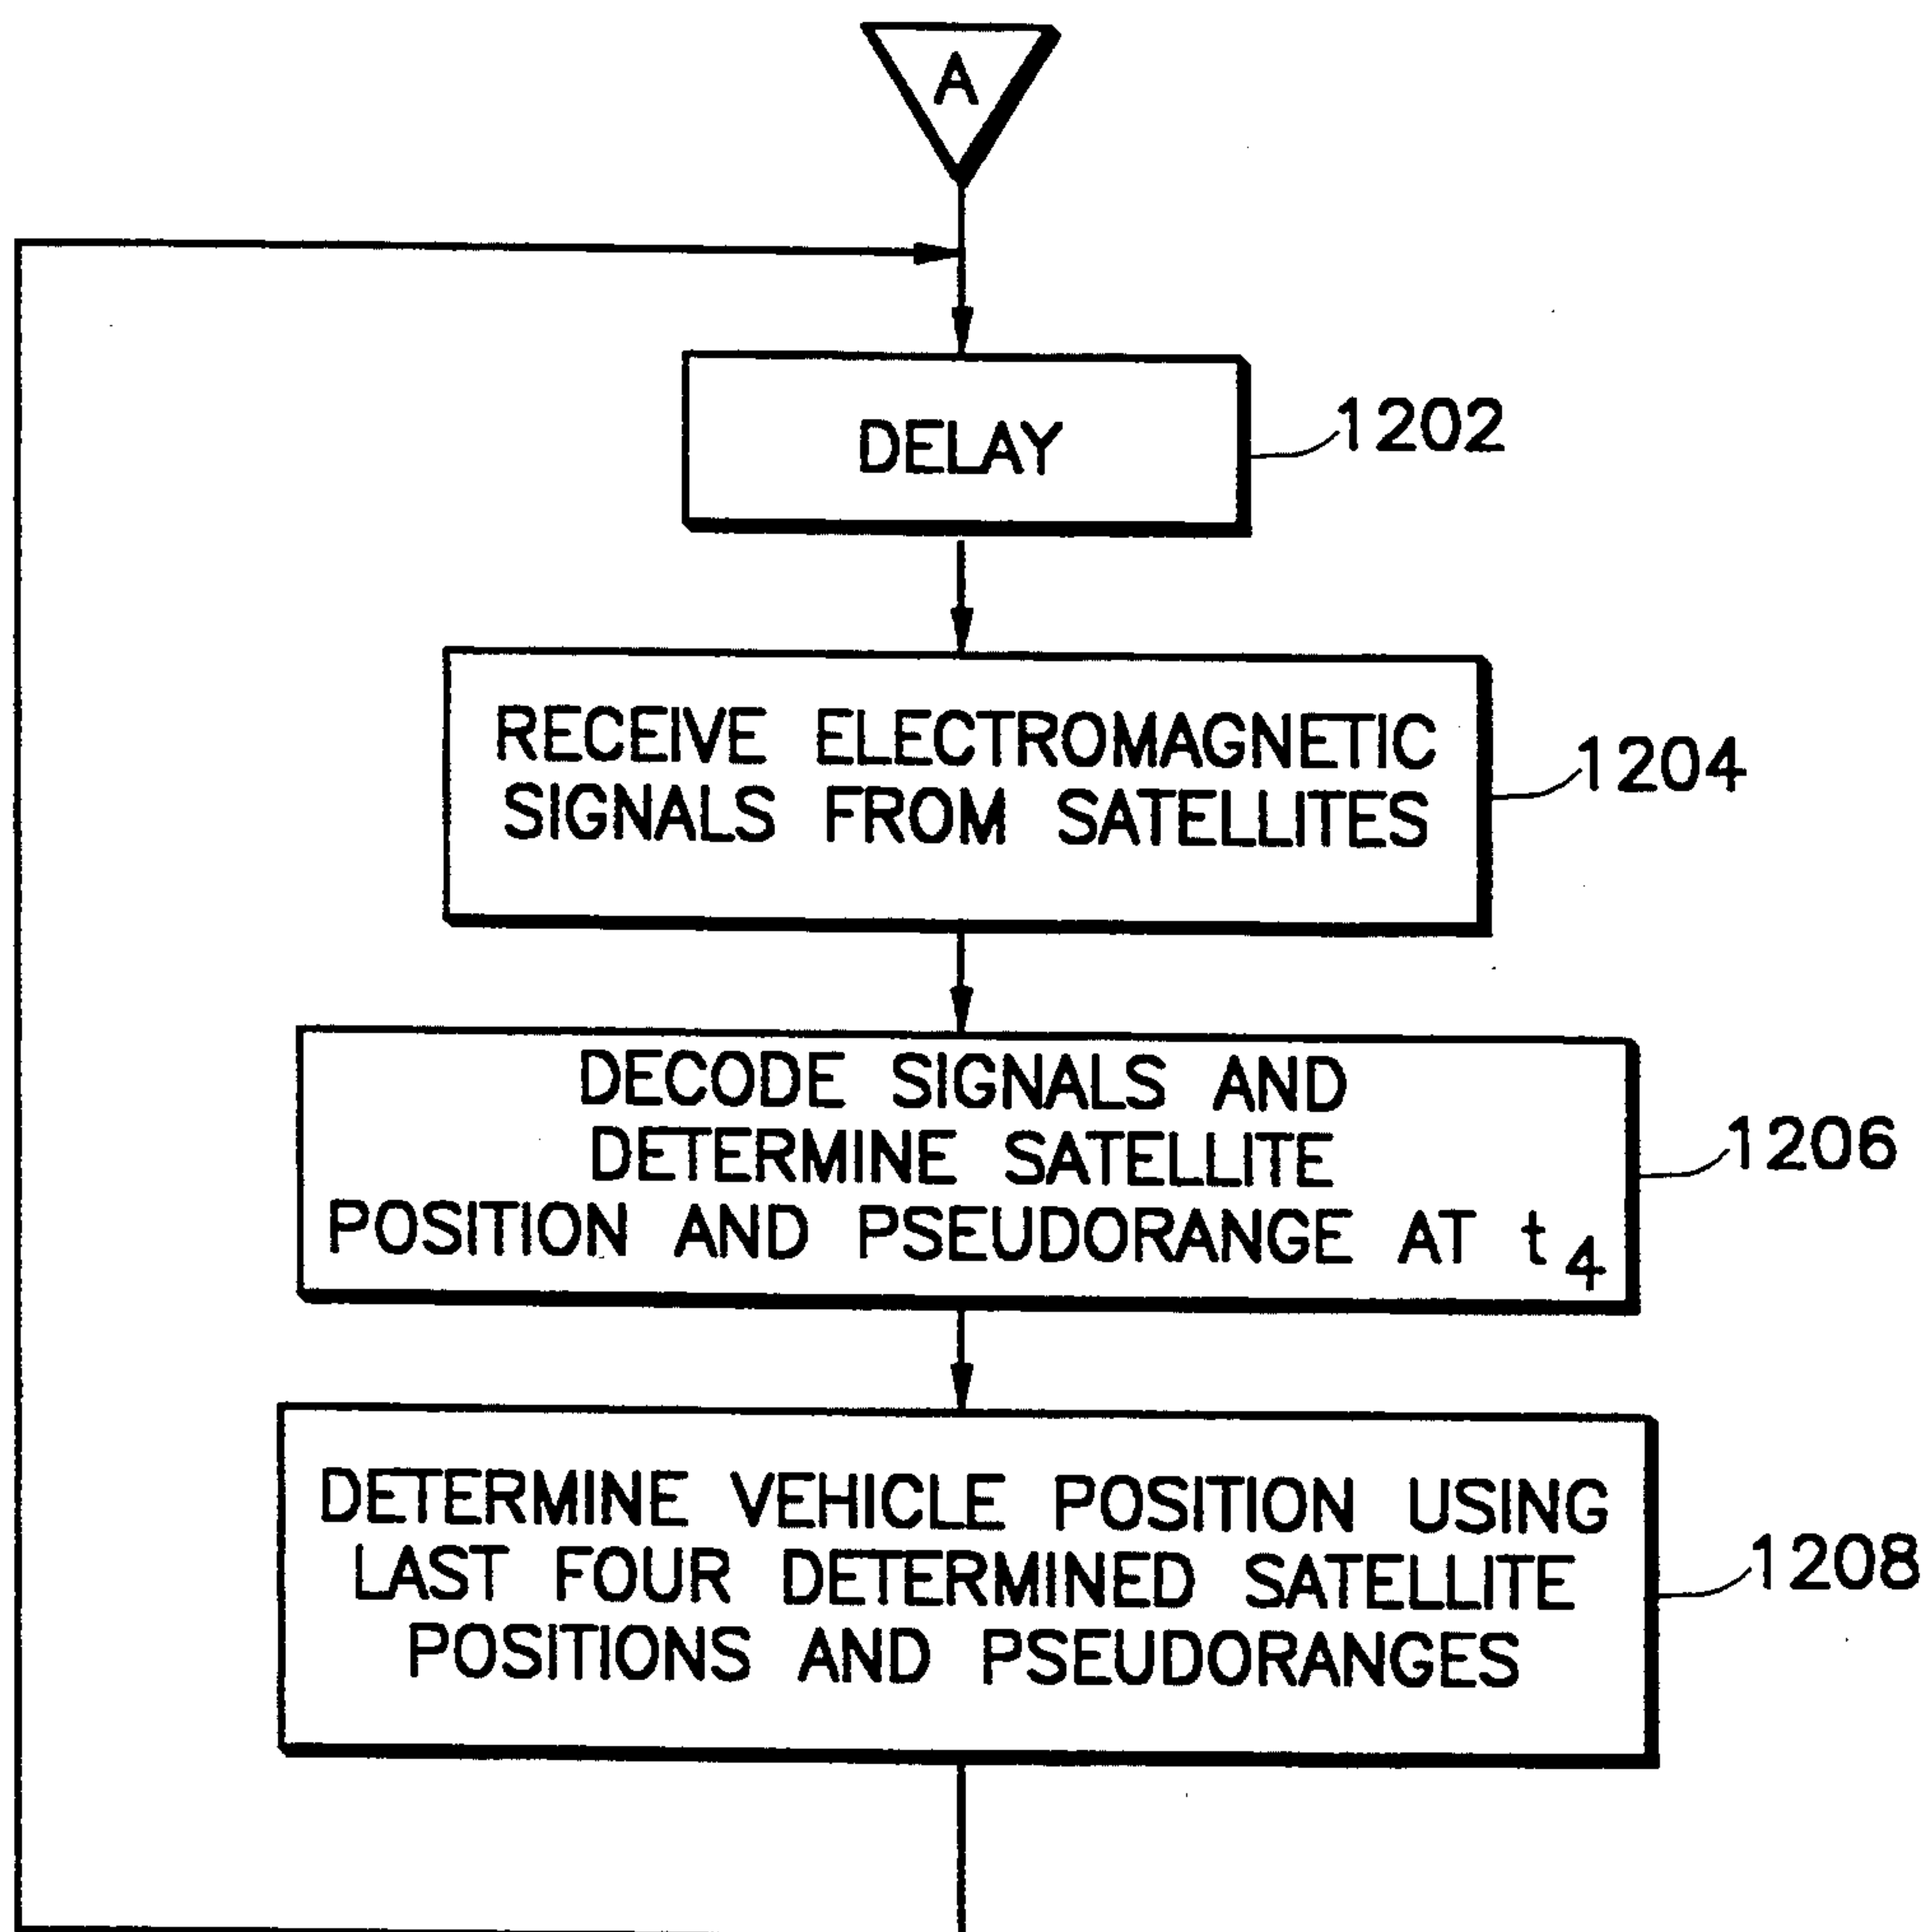 A
DELAY
1202
RECEIVE ELECTROMAGNETIC
SIGNALS FROM SATELLITES
1204
DECODE SIGNALS AND
DETERMINE SATELLITE
POSITION AND PSEUDORANGE AT t4
1206
DETERMINE VEHICLE POSITION USING
LAST FOUR DETERMINED SATELLITE
POSITIONS AND PSEUDORANGES
1208